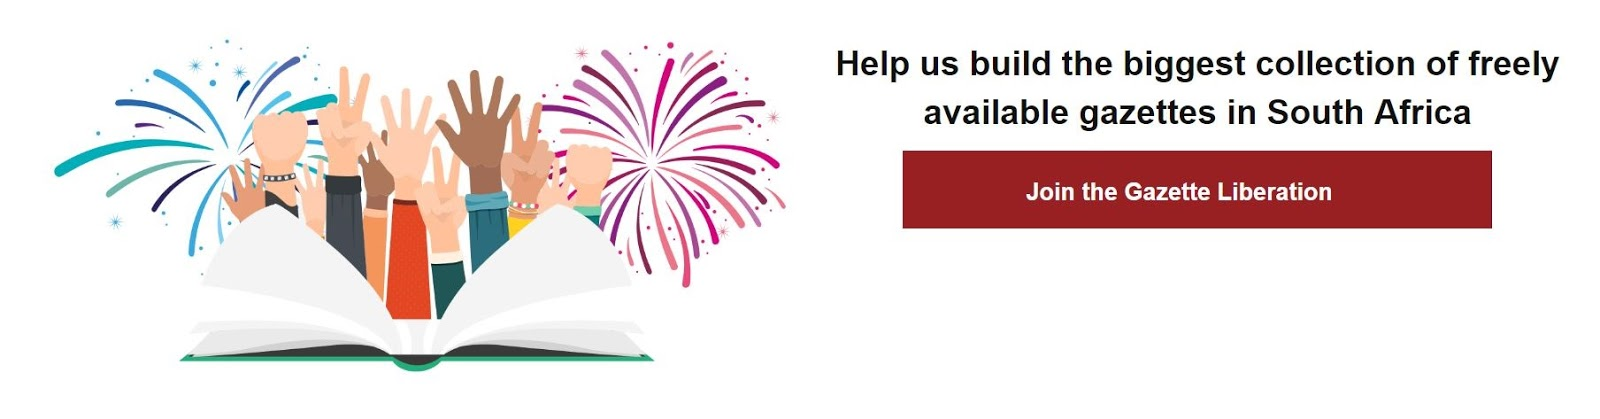 Help us build the biggest collection of freely
available gazettes in South Africa
Join the Gazette Liberation